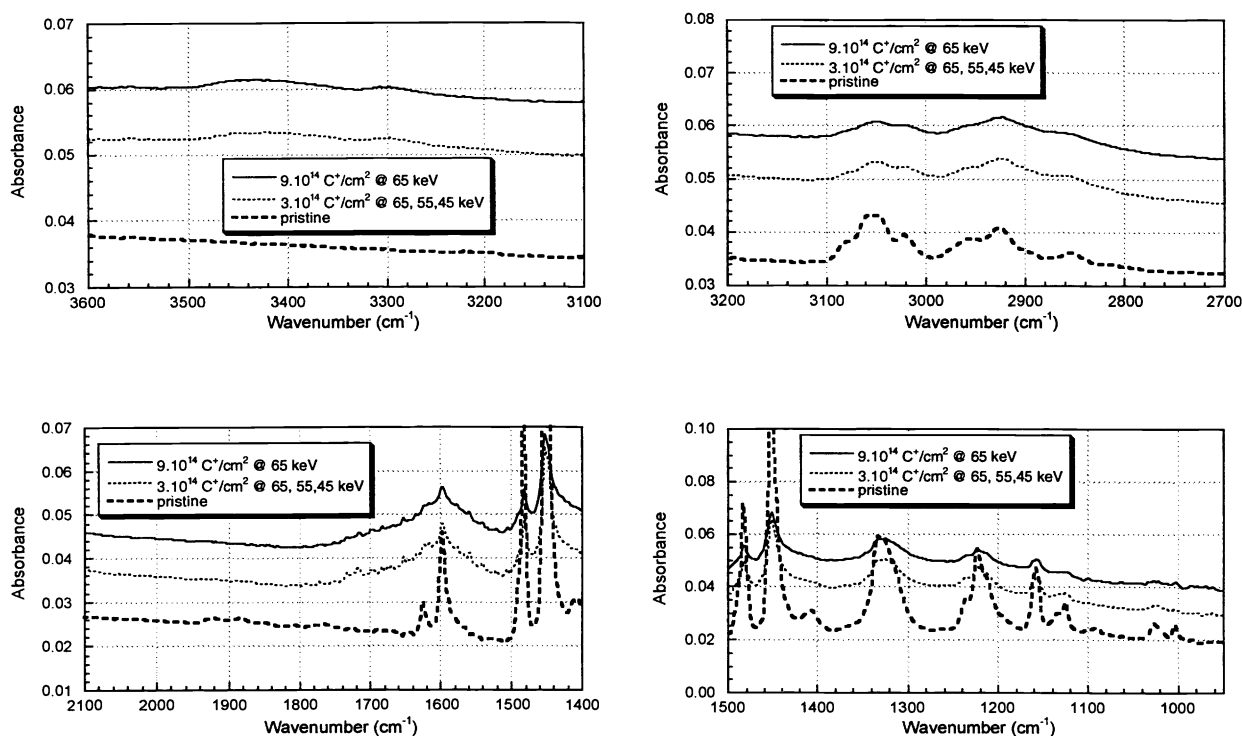 0.07
0.06
0.05
0.04
0.03
Absorbance
9.10¹⁴ C⁺/cm² @ 65 keV
3.10¹⁴ C⁺/cm² @ 65, 55,45 keV
pristine
3600 3500 3400 3300 3200 3100
Wavenumber (cm⁻¹)
0.08
0.07
0.06
0.05
0.04
0.03
Absorbance
9.10¹⁴ C⁺/cm² @ 65 keV
3.10¹⁴ C⁺/cm² @ 65, 55,45 keV
pristine
3200 3100 3000 2900 2800 2700
Wavenumber (cm⁻¹)
0.07
0.06
0.05
0.04
0.03
0.02
0.01
Absorbance
9.10¹⁴ C⁺/cm² @ 65 keV
3.10¹⁴ C⁺/cm² @ 65, 55,45 keV
pristine
2100 2000 1900 1800 1700 1600 1500 1400
Wavenumber (cm⁻¹)
0.10
0.08
0.06
0.04
0.02
0.00
Absorbance
9.10¹⁴ C⁺/cm² @ 65 keV
3.10¹⁴ C⁺/cm² @ 65, 55,45 keV
pristine
1500 1400 1300 1200 1100 1000
Wavenumber (cm⁻¹)